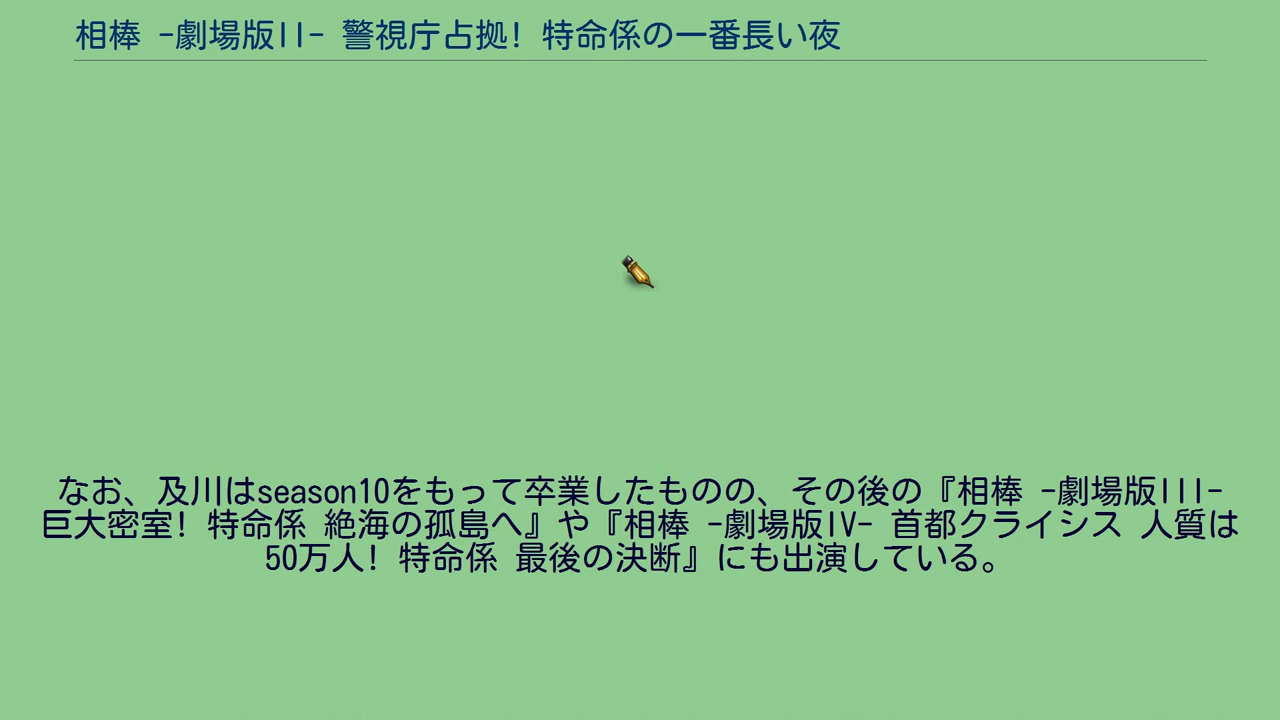 相棒 -劇場版II- 警視庁占拠! 特命係の一番長い夜
なお、及川はseason10をもって卒業したものの、その後の『相棒 -劇場版III-
巨大密室! 特命係 絶海の孤島へ』や『相棒 -劇場版IV- 首都クライシス 人質は
50万人! 特命係 最後の決断』にも出演している。